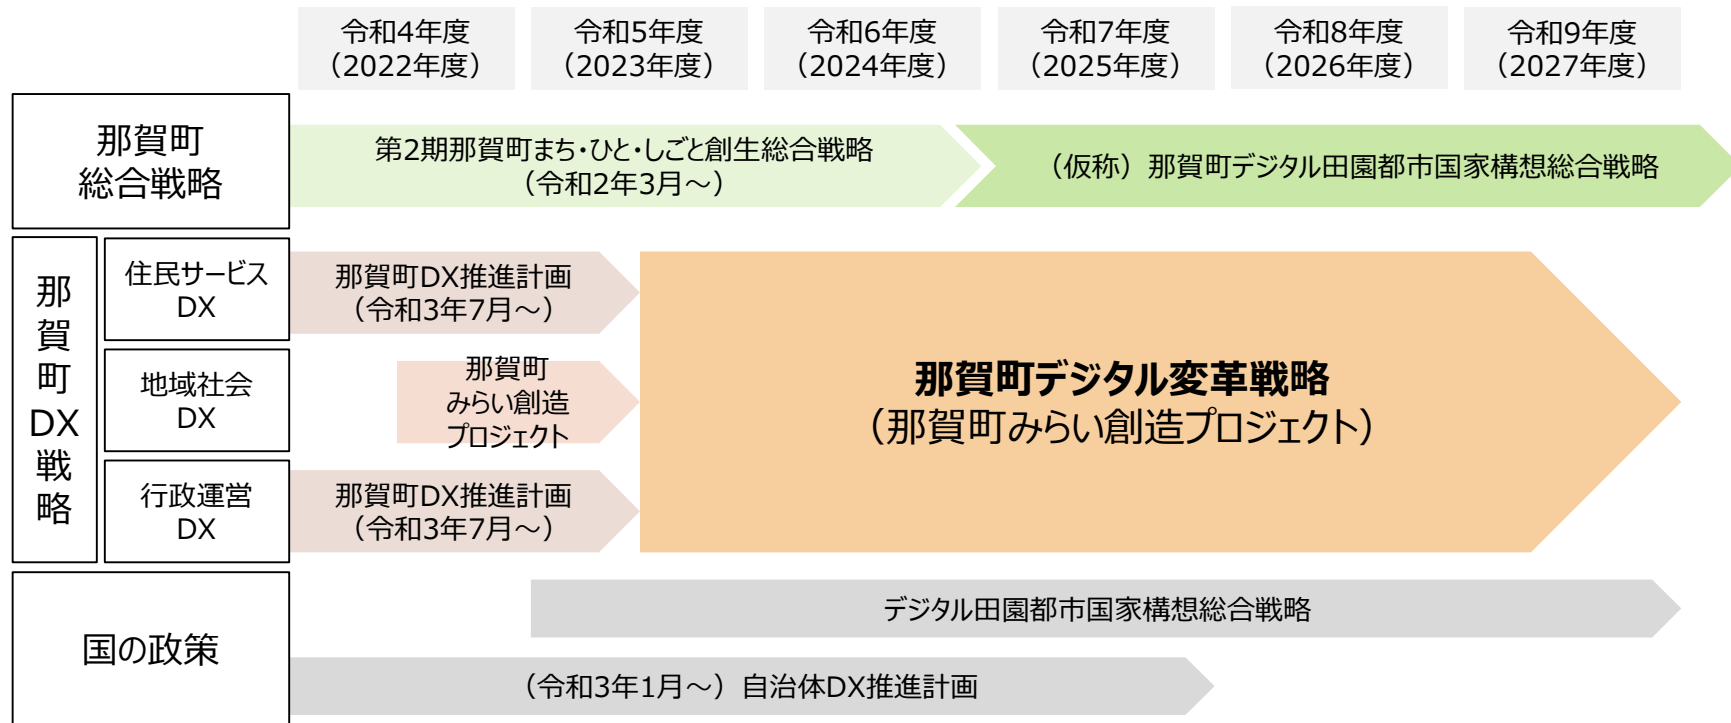 令和4年度
（2022年度）
令和5年度
（2023年度）
令和6年度
（2024年度）
令和7年度
（2025年度）
令和8年度
（2026年度）
令和9年度
（2027年度）
那賀町
総合戦略
第2期那賀町まち・ひと・しごと創生総合戦略
（令和2年3月～）
（仮称）那賀町デジタル田園都市国家構想総合戦略
那賀町DX戦略
住民サービス
DX
那賀町DX推進計画
（令和3年7月～）
地域社会
DX
那賀町
みらい創造
プロジェクト
行政運営
DX
那賀町DX推進計画
（令和3年7月～）
那賀町デジタル変革戦略
（那賀町みらい創造プロジェクト）
国の政策
デジタル田園都市国家構想総合戦略
（令和3年1月～）自治体DX推進計画